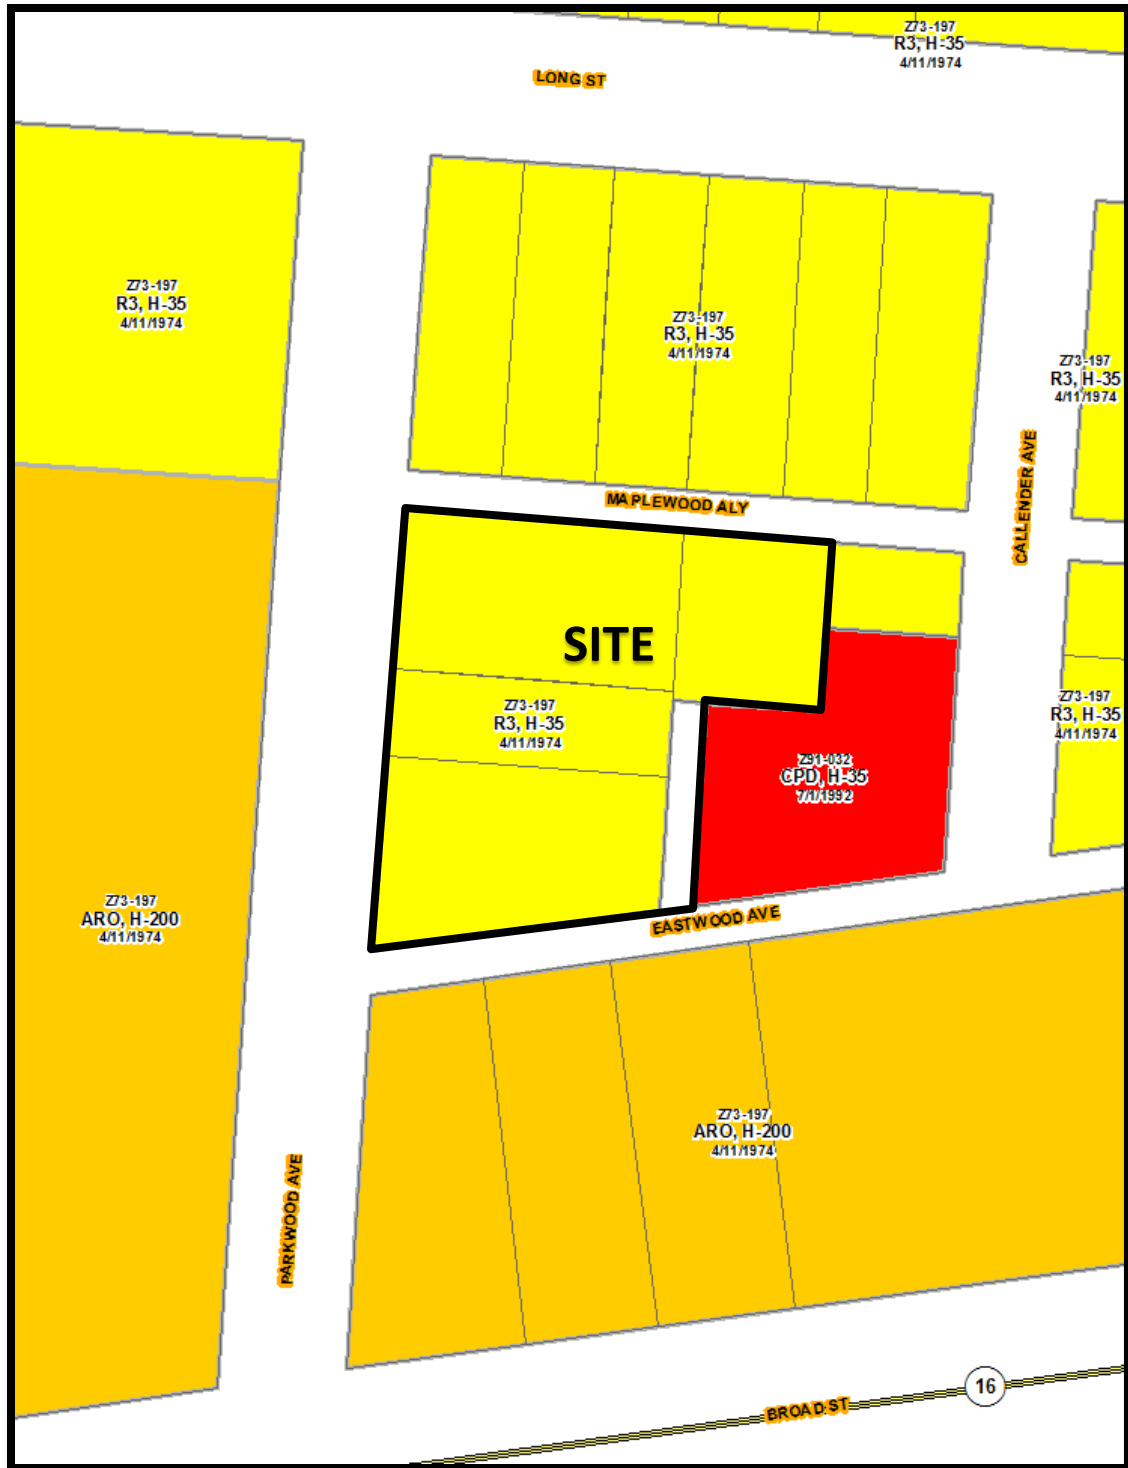 Z73-197
R3, H-35
4/11/1974
LONG ST
Z73-197
R3, H-35
4/11/1974
Z73-197
R3, H-35
4/11/1974
Z73-197
R3, H-35
4/11/1974
CALLENDER AVE
MAPLEWOOD ALY
SITE
Z73-197
R3, H-35
4/11/1974
Z73-197
R3, H-35
4/11/1974
Z91-032
CPD, H-35
7/1/1992
Z73-197
ARO, H-200
4/11/1974
EASTWOOD AVE
Z73-197
ARO, H-200
4/11/1974
PARKWOOD AVE
16
BROAD ST